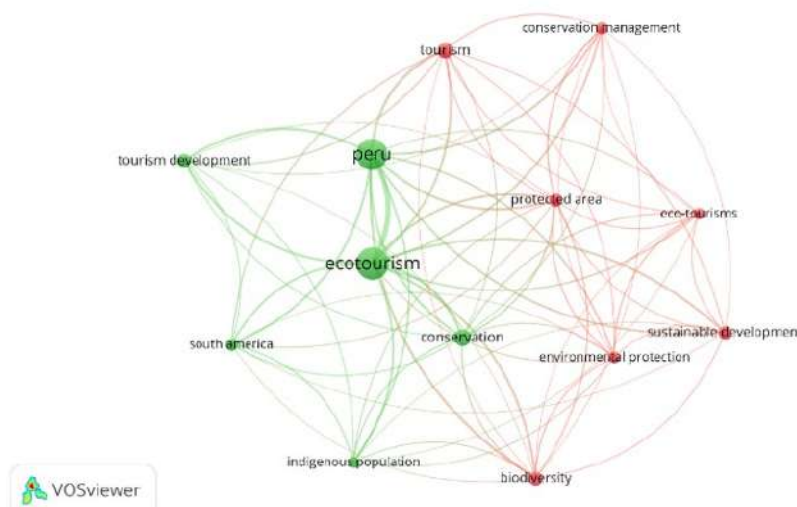 conservation management
tourism
peru
tourism development
protected area
eco-tourisms
ecotourism
sustainable development
conservation
south america
environmental protection
indigenous population
biodiversity
VOSviewer